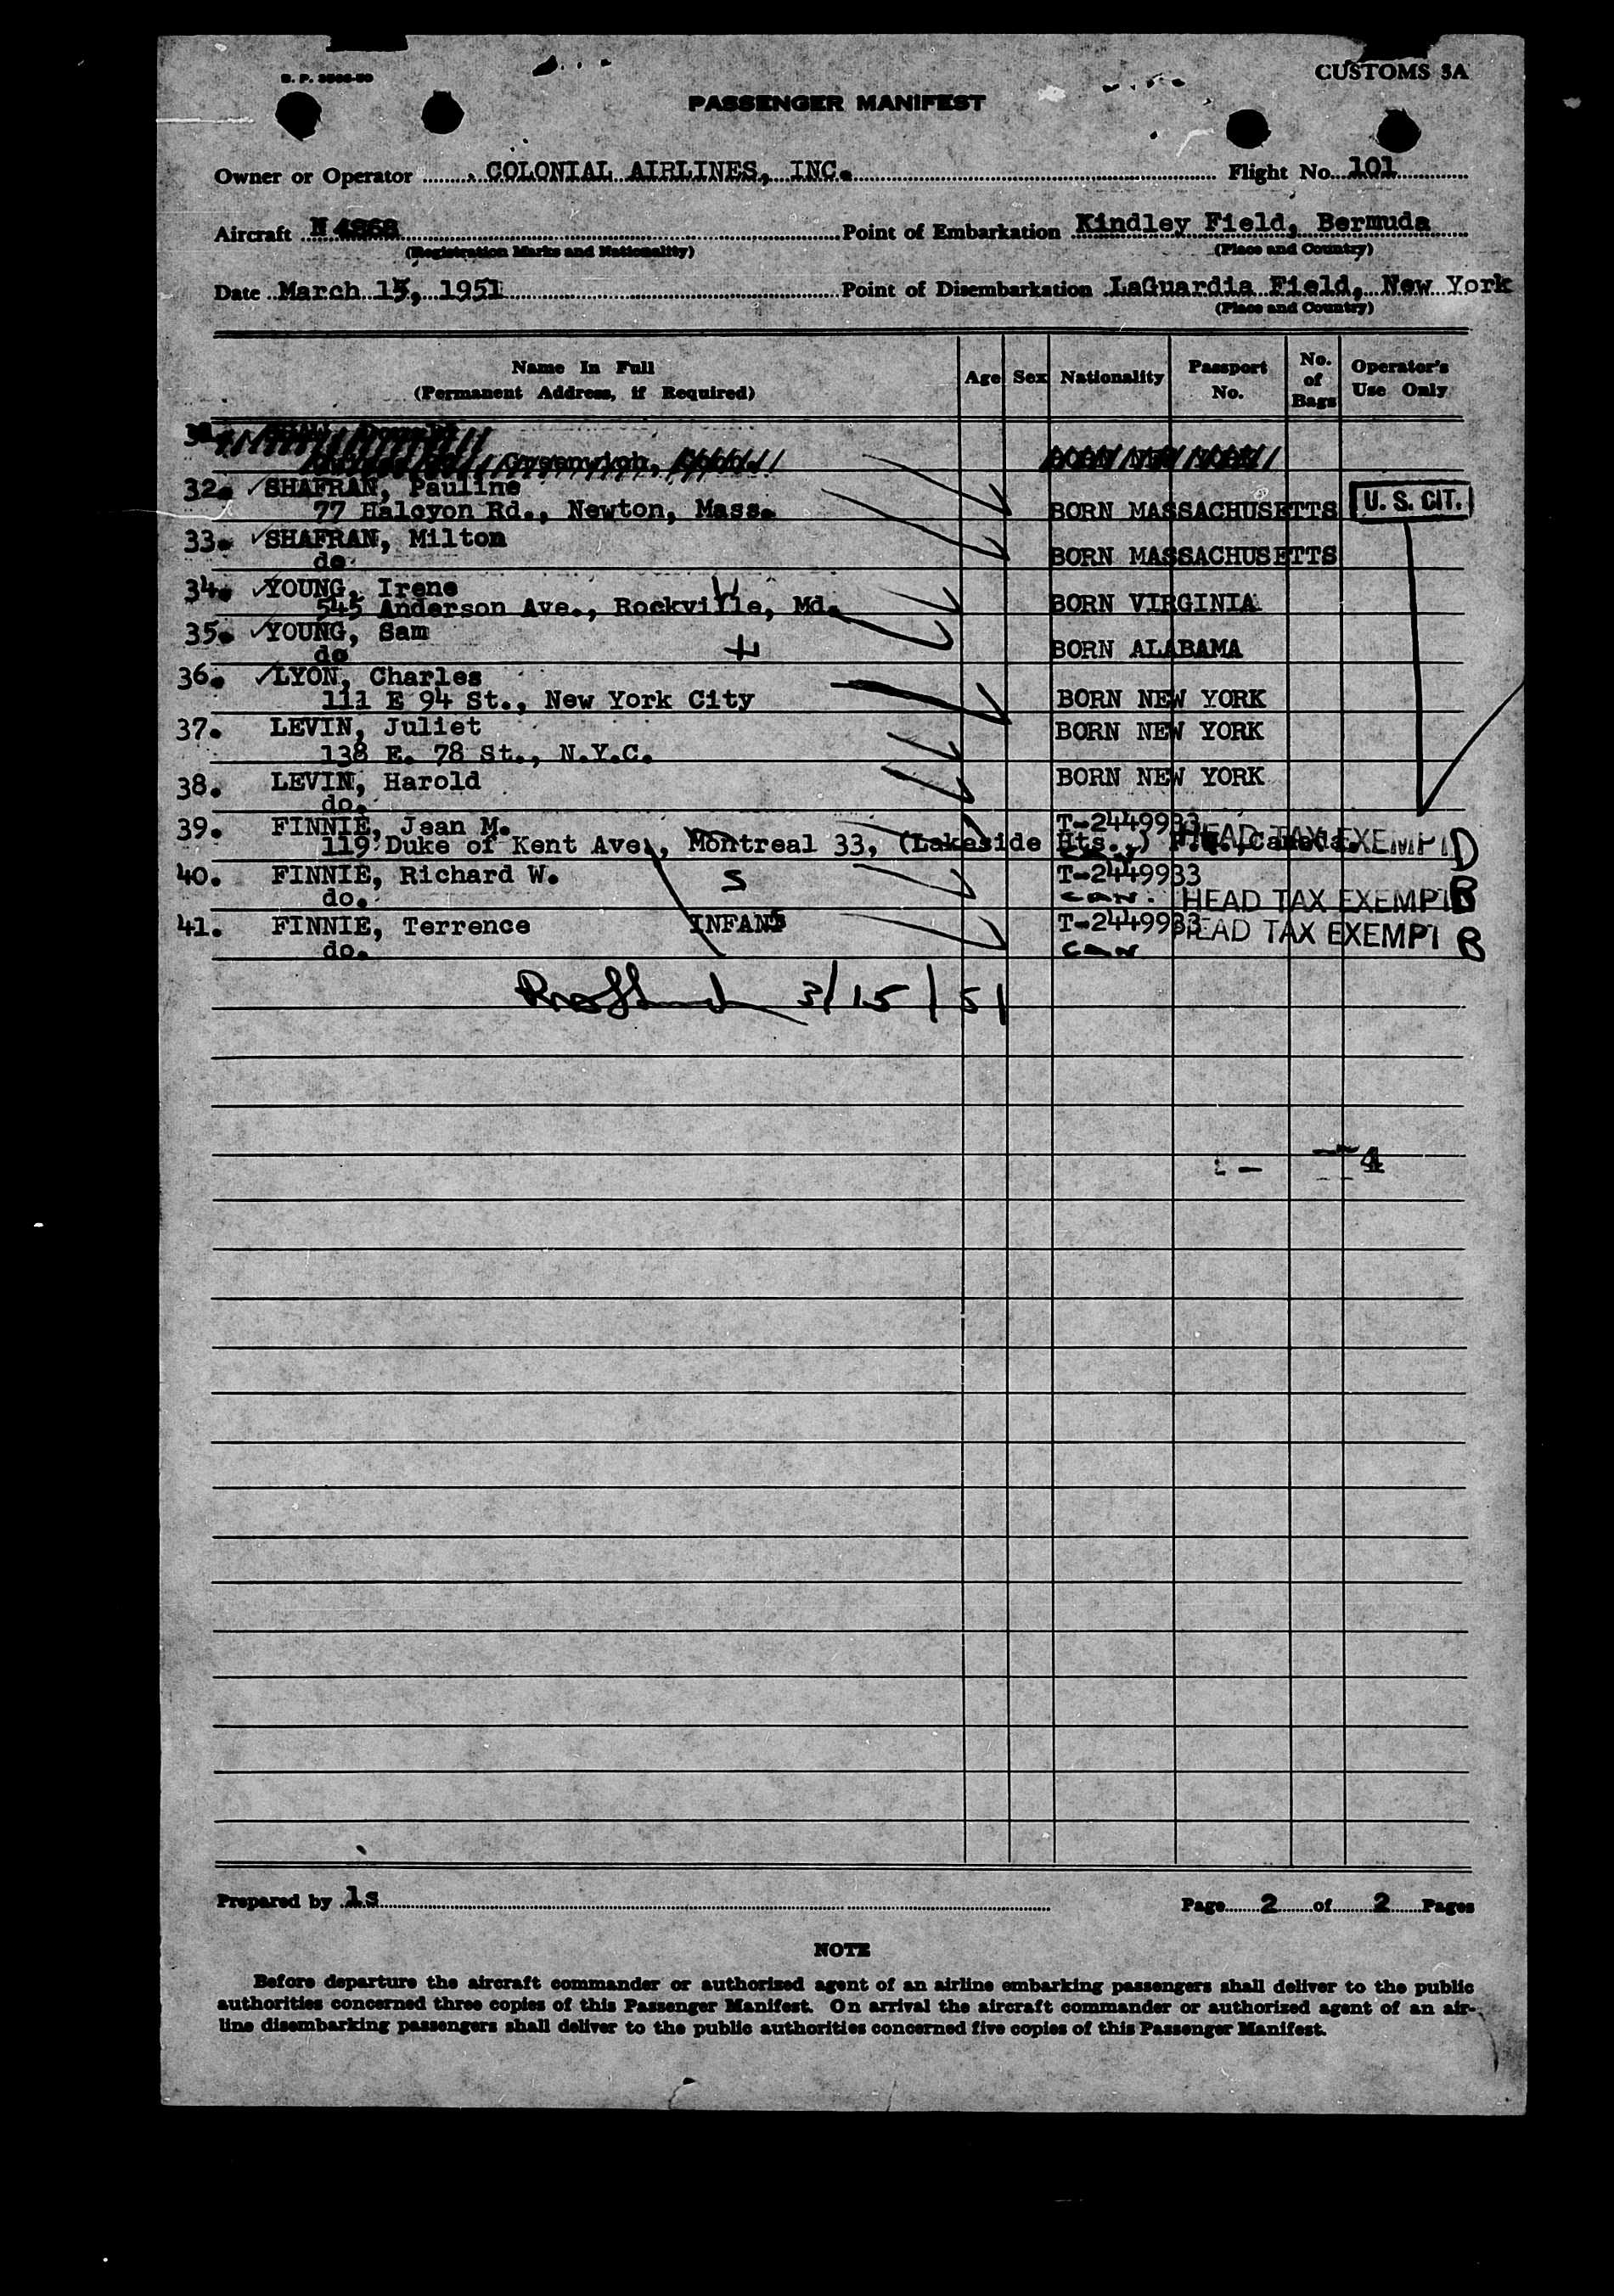 CUSTOMS 3A
PASSENGER MANIFEST
Owner or Operator COLONIAL AIRLINES, INC. Flight No. 101
Aircraft Point of Embarkation Kindley Field, Bermuda
(Registration Marks and Nationality) (Place and Country)
Date March 15, 1951 Point of Disembarkation LaGuardia Field, New York
(Place and Country)
Name In Full Age Sex Nationality Passport No. No. of Bags Operator's Use Only
(Permanent Address, if Required)
Greenwich,
32. SHAFRAN, Pauline
77 Halcyon Rd., Newton, Mass. BORN MASSACHUSETTS U. S. CIT.
33. SHAFRAN, Milton
do. BORN MASSACHUSETTS
34. YOUNG, Irene
545 Anderson Ave., Rockville, Md. BORN VIRGINIA
35. YOUNG, Sam
do BORN ALABAMA
36. LYON, Charles
111 E 94 St., New York City BORN NEW YORK
37. LEVIN, Juliet BORN NEW YORK
138 E. 78 St., N.Y.C.
38. LEVIN, Harold BORN NEW YORK
do.
39. FINNIE, Jean M. T-2449933
119 Duke of Kent Ave., Montreal 33, (Lakeside Hts.,) P.Q., Canada. HEAD TAX EXEMPT D
40. FINNIE, Richard W. S T-2449933
do. Can. HEAD TAX EXEMPT B
41. FINNIE, Terrence INFANT T-2449933 HEAD TAX EXEMPT B
do. Can
3/15/51
4
Prepared by ls Page 2 of 2 Pages
NOTE
Before departure the aircraft commander or authorized agent of an airline embarking passengers shall deliver to the public
authorities concerned three copies of this Passenger Manifest. On arrival the aircraft commander or authorized agent of an air-
line disembarking passengers shall deliver to the public authorities concerned five copies of this Passenger Manifest.